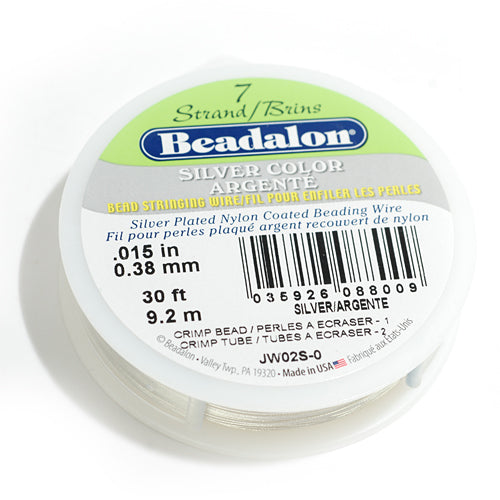 7
Strand/Brins
Beadalon®
SILVER COLOR
ARGENTÉ
BEAD STRINGING WIRE/FIL POUR ENFILER LES PERLES
Silver Plated Nylon Coated Beading Wire
Fil pour perles plaqué argent recouvert de nylon
.015 in
0.38 mm
30 ft
9.2 m
035926 088009
SILVER/ARGENTE
CRIMP BEAD / PERLES A ECRASER - 1
CRIMP TUBE / TUBES A ECRASER - 2
JW02S-0
© Beadalon • Valley Twp., PA 19320 • Made in USA Fabriqué aux États-Unis